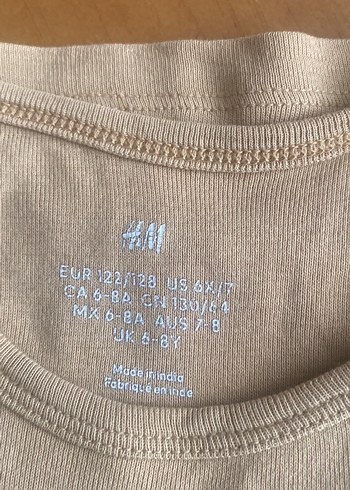 H&M
EUR 122/128 US 6X/7
CA 6-8A CN 130/64
MX 6-8A AUS 7-8
UK 6-8Y
Made in India
Fabriqué en Inde